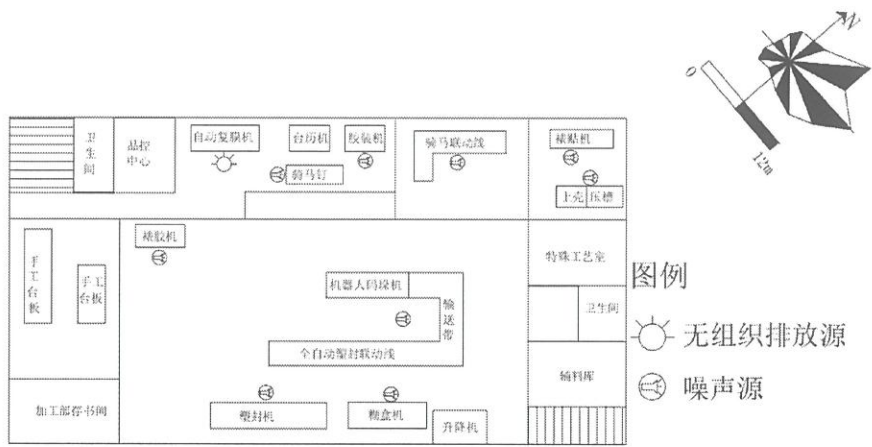 N
0
12m
卫生间
品控
中心
自动复膜机
台历机
胶装机
骑马钉
骑马联动线
裱贴机
上壳
压槽
手工台板
手工
台板
裱胶机
机器人码垛机
输送带
全自动塑封联动线
特殊工艺室
卫生间
辅料库
加工部存书间
塑封机
糊盒机
升降机
图例
无组织排放源
噪声源